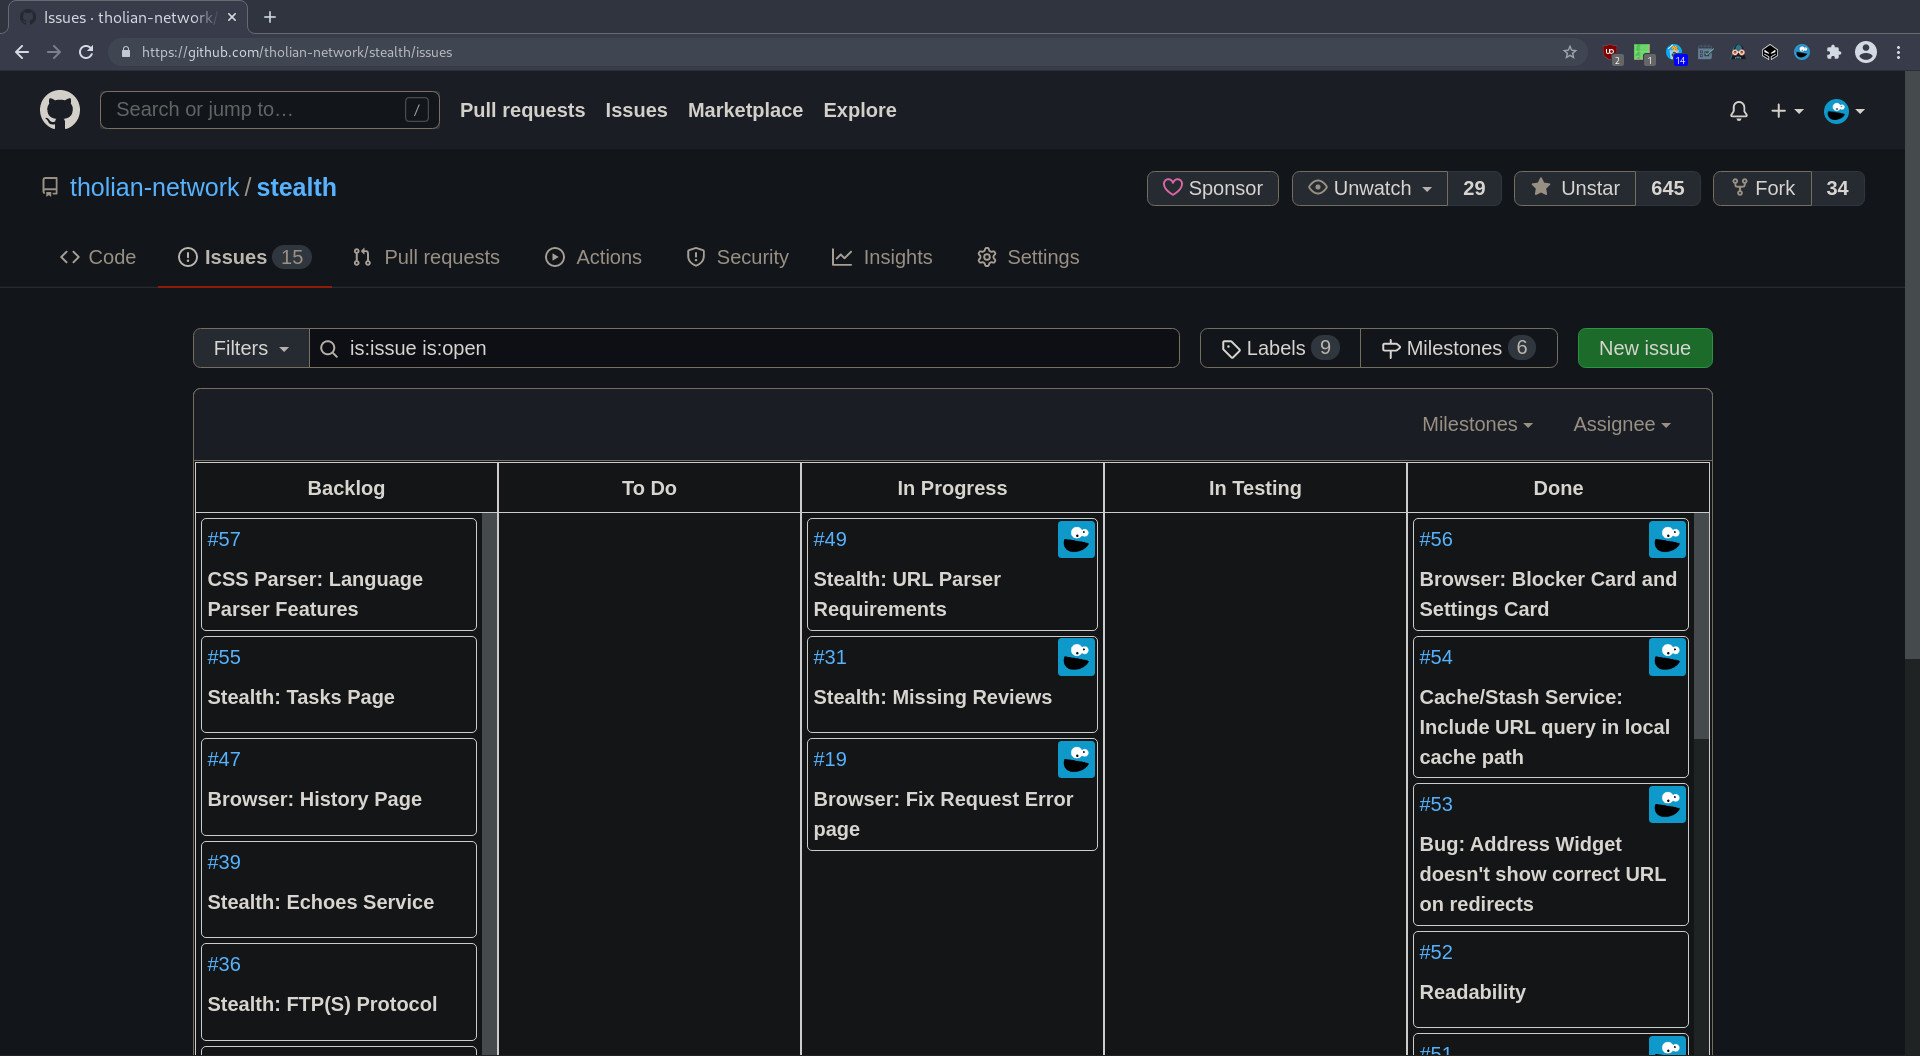 Issues · tholian-network/
https://github.com/tholian-network/stealth/issues
2
1
14
Search or jump to…
/
Pull requests
Issues
Marketplace
Explore
tholian-network / stealth
Sponsor
Unwatch
29
Unstar
645
Fork
34
Code
Issues 15
Pull requests
Actions
Security
Insights
Settings
Filters
is:issue is:open
Labels 9
Milestones 6
New issue
Milestones
Assignee
Backlog
To Do
In Progress
In Testing
Done
#57
CSS Parser: Language
Parser Features
#55
Stealth: Tasks Page
#47
Browser: History Page
#39
Stealth: Echoes Service
#36
Stealth: FTP(S) Protocol
#49
Stealth: URL Parser
Requirements
#31
Stealth: Missing Reviews
#19
Browser: Fix Request Error
page
#56
Browser: Blocker Card and
Settings Card
#54
Cache/Stash Service:
Include URL query in local
cache path
#53
Bug: Address Widget
doesn't show correct URL
on redirects
#52
Readability
#51